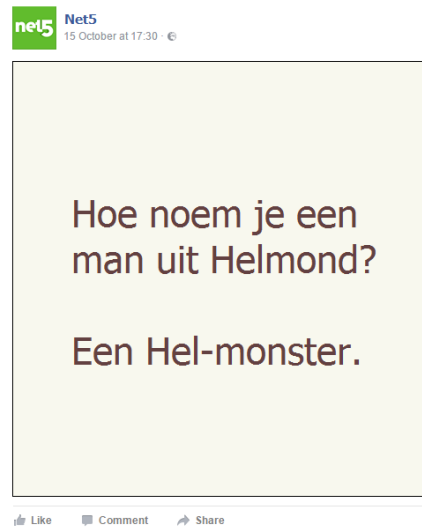 net5
Net5
15 October at 17:30 ·
Hoe noem je een
man uit Helmond?
Een Hel-monster.
Like Comment Share